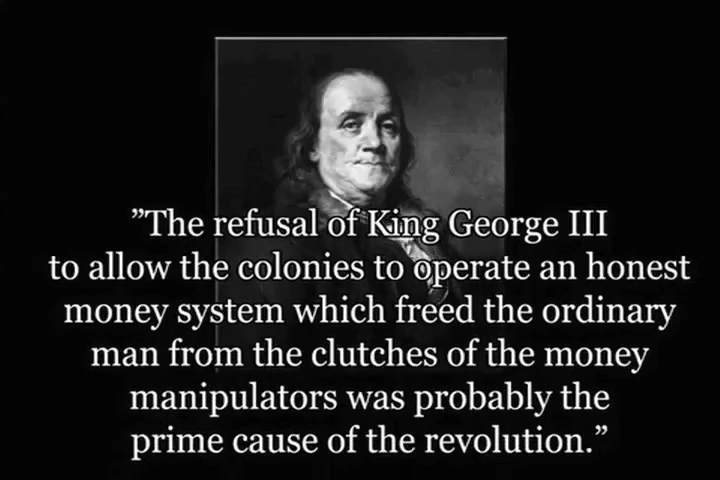 ”The refusal of King George III
to allow the colonies to operate an honest
money system which freed the ordinary
man from the clutches of the money
manipulators was probably the
prime cause of the revolution.”